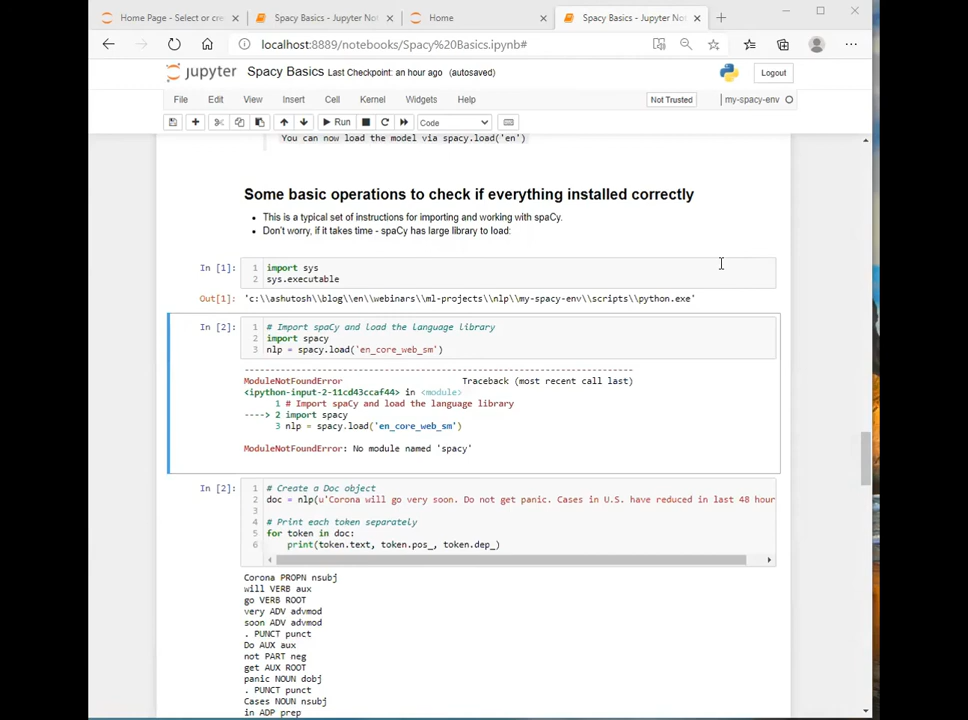 Home Page - Select or cre
Spacy Basics - Jupyter Not
Home
Spacy Basics - Jupyter Not
localhost:8889/notebooks/Spacy%20Basics.ipynb#
jupyter Spacy Basics Last Checkpoint: an hour ago (autosaved)
Logout
File Edit View Insert Cell Kernel Widgets Help
Not Trusted
my-spacy-env
Run
Code
You can now load the model via spacy.load('en')
Some basic operations to check if everything installed correctly
• This is a typical set of instructions for importing and working with spaCy.
• Don't worry, if it takes time - spaCy has large library to load:
In [1]:
1 import sys
2 sys.executable
Out[1]: 'c:\\ashutosh\\blog\\en\\webinars\\ml-projects\\nlp\\my-spacy-env\\scripts\\python.exe'
In [2]:
1 # Import spaCy and load the language library
2 import spacy
3 nlp = spacy.load('en_core_web_sm')
---------------------------------------------------------------------------
ModuleNotFoundError Traceback (most recent call last)
<ipython-input-2-11cd43ccaf44> in <module>
1 # Import spaCy and load the language library
----> 2 import spacy
3 nlp = spacy.load('en_core_web_sm')
ModuleNotFoundError: No module named 'spacy'
In [2]:
1 # Create a Doc object
2 doc = nlp(u'Corona will go very soon. Do not get panic. Cases in U.S. have reduced in last 48 hour
3
4 # Print each token separately
5 for token in doc:
6 print(token.text, token.pos_, token.dep_)
Corona PROPN nsubj
will VERB aux
go VERB ROOT
very ADV advmod
soon ADV advmod
. PUNCT punct
Do AUX aux
not PART neg
get AUX ROOT
panic NOUN dobj
. PUNCT punct
Cases NOUN nsubj
in ADP prep